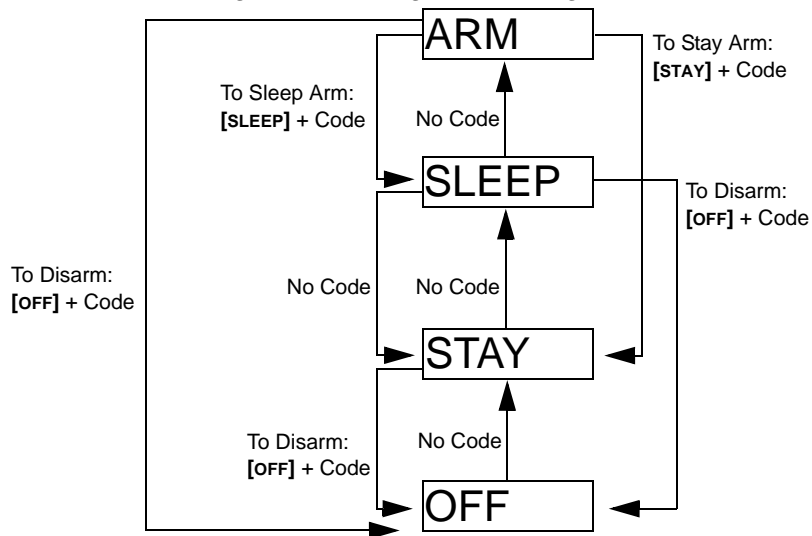 ARM
To Stay Arm:
[STAY] + Code
To Sleep Arm:
[SLEEP] + Code
No Code
SLEEP
To Disarm:
[OFF] + Code
To Disarm:
[OFF] + Code
No Code
No Code
STAY
To Disarm:
[OFF] + Code
No Code
OFF